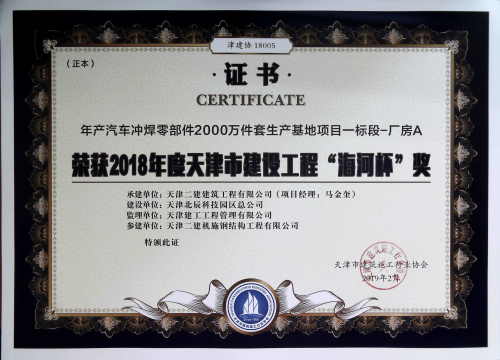 津建协 18005
(正本)
·证书·
CERTIFICATE
年产汽车冲焊零部件2000万件套生产基地项目一标段-厂房A
荣获2018年度天津市建设工程“海河杯”奖
承建单位：天津二建建筑工程有限公司（项目经理：马金奎）
建设单位：天津北辰科技园区总公司
监理单位：天津建工工程管理有限公司
参建单位：天津二建机施钢结构工程有限公司
特颁此证
天津市建筑施工行业协会
2019年2月